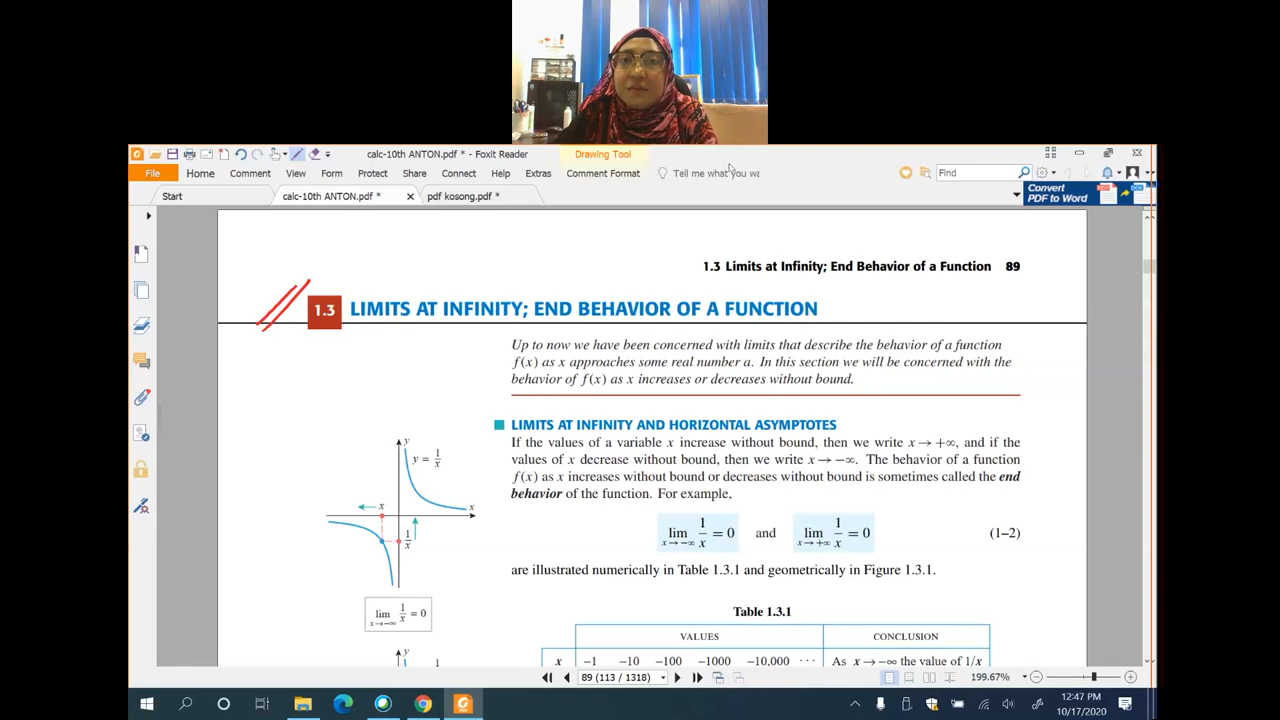 calc-10th ANTON.pdf * - Foxit Reader
Drawing Tool
File Home Comment View Form Protect Share Connect Help Extras Comment Format Tell me what you wa Find
Start calc-10th ANTON.pdf * pdf kosong.pdf *
Convert
PDF to Word
1.3 Limits at Infinity; End Behavior of a Function 89
1.3 LIMITS AT INFINITY; END BEHAVIOR OF A FUNCTION
Up to now we have been concerned with limits that describe the behavior of a function
f(x) as x approaches some real number a. In this section we will be concerned with the
behavior of f(x) as x increases or decreases without bound.
LIMITS AT INFINITY AND HORIZONTAL ASYMPTOTES
If the values of a variable x increase without bound, then we write x → +∞, and if the
values of x decrease without bound, then we write x → −∞. The behavior of a function
f(x) as x increases without bound or decreases without bound is sometimes called the end
behavior of the function. For example,
lim x→−∞ 1/x = 0 and lim x→+∞ 1/x = 0 (1–2)
are illustrated numerically in Table 1.3.1 and geometrically in Figure 1.3.1.
y
y = 1/x
x
x
1/x
lim x→−∞ 1/x = 0
y
1
Table 1.3.1
VALUES CONCLUSION
x −1 −10 −100 −1000 −10,000 ··· As x → −∞ the value of 1/x
89 (113 / 1318) 199.67%
12:47 PM
10/17/2020